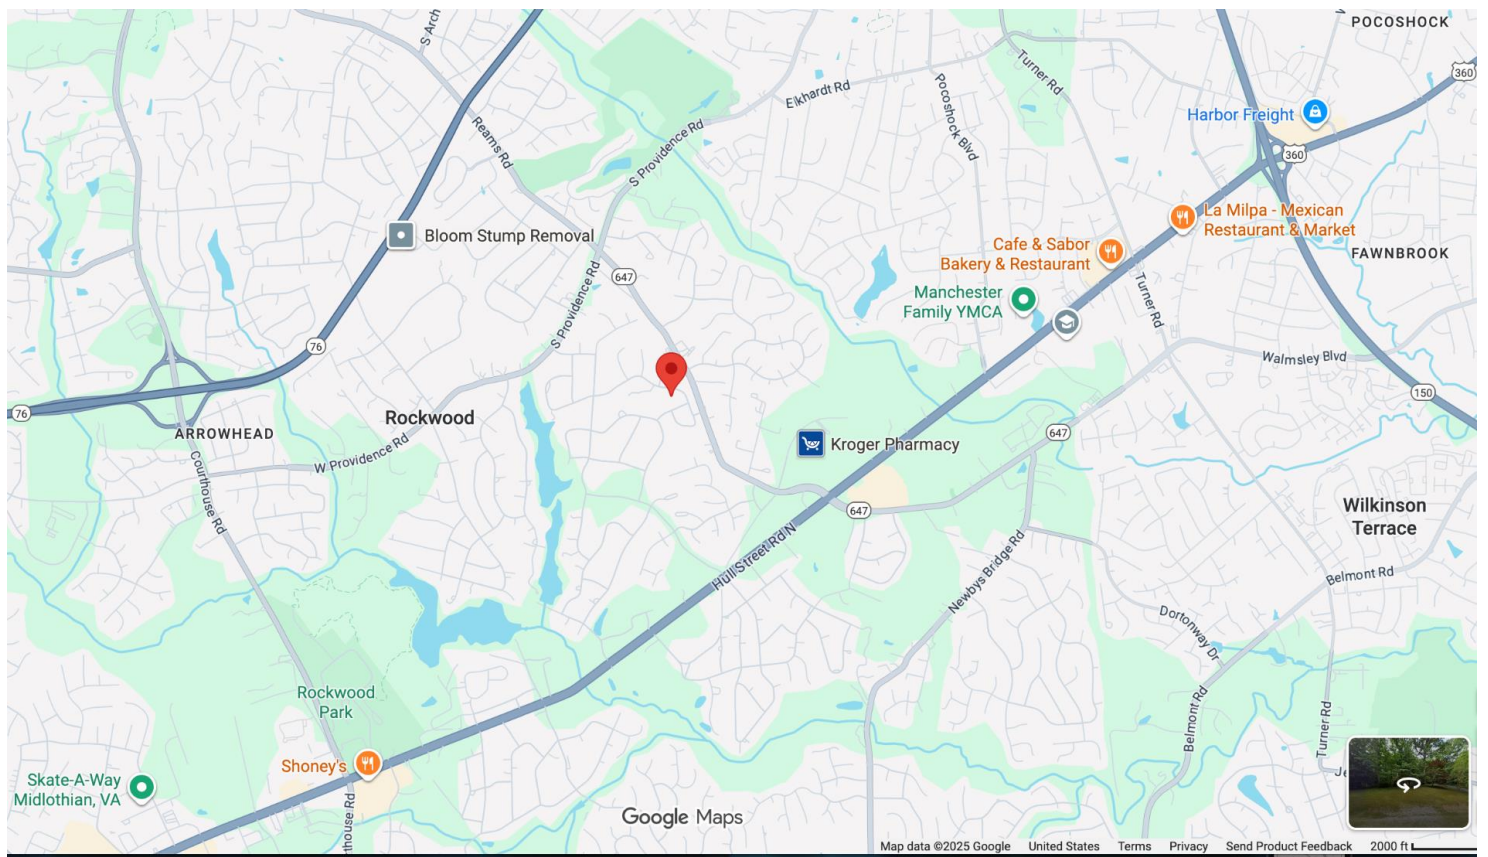 POCOSHOCK
S Arch
Turner Rd
360
Elkhardt Rd
Pocoshock Blvd
Harbor Freight
Reams Rd
S Providence Rd
360
La Milpa - Mexican
Restaurant & Market
Bloom Stump Removal
Cafe & Sabor
Bakery & Restaurant
FAWNBROOK
647
S Providence Rd
Manchester
Family YMCA
Turner Rd
76
Walmsley Blvd
150
76
Rockwood
ARROWHEAD
W Providence Rd
647
Kroger Pharmacy
Courthouse Rd
647
Wilkinson
Terrace
Hull Street Rd N
Newbys Bridge Rd
Belmont Rd
Dortonway Dr
Rockwood
Park
Belmont Rd
Turner Rd
Shoney's
Skate-A-Way
Midlothian, VA
Je
thouse Rd
Google Maps
Map data ©2025 Google United States Terms Privacy Send Product Feedback 2000 ft